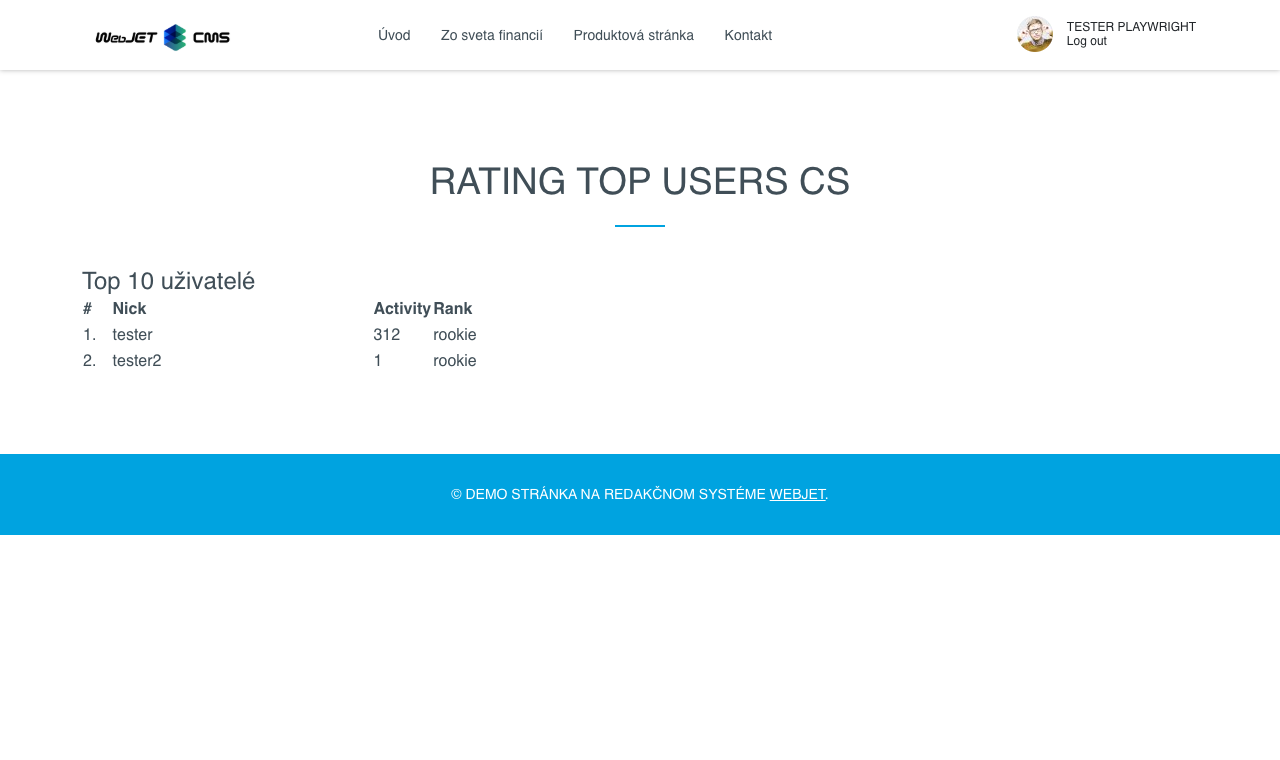 WebJET CMS
Úvod Zo sveta financií Produktová stránka Kontakt
TESTER PLAYWRIGHT
Log out
RATING TOP USERS CS
Top 10 uživatelé
# Nick Activity Rank
1. tester 312 rookie
2. tester2 1 rookie
© DEMO STRÁNKA NA REDAKČNOM SYSTÉME WEBJET.